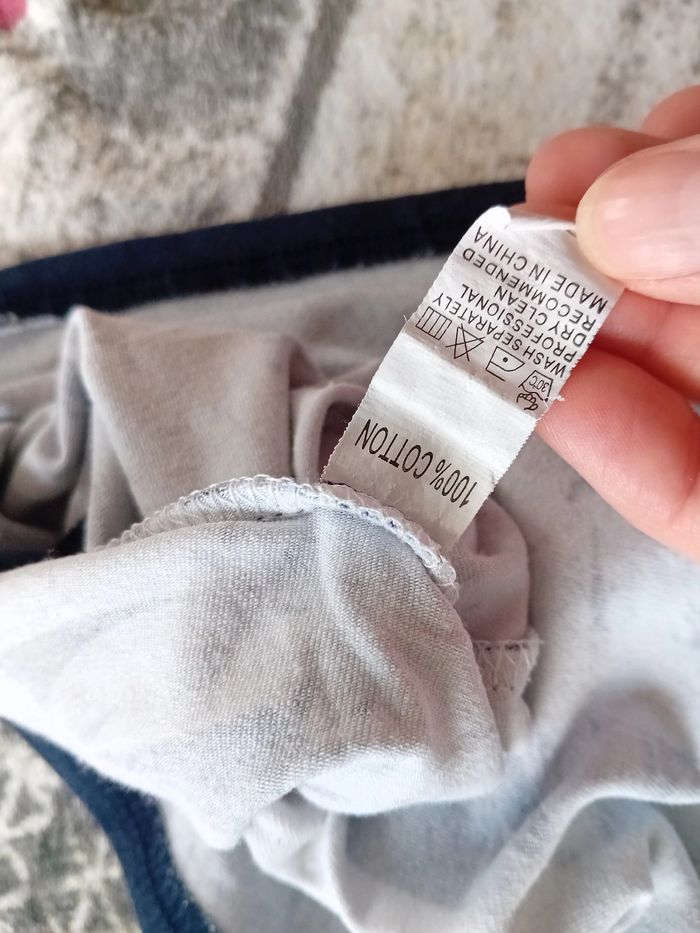 100% COTTON
30°C
WASH SEPARATELY
PROFESSIONAL
DRY CLEAN
RECOMMENDED
MADE IN CHINA